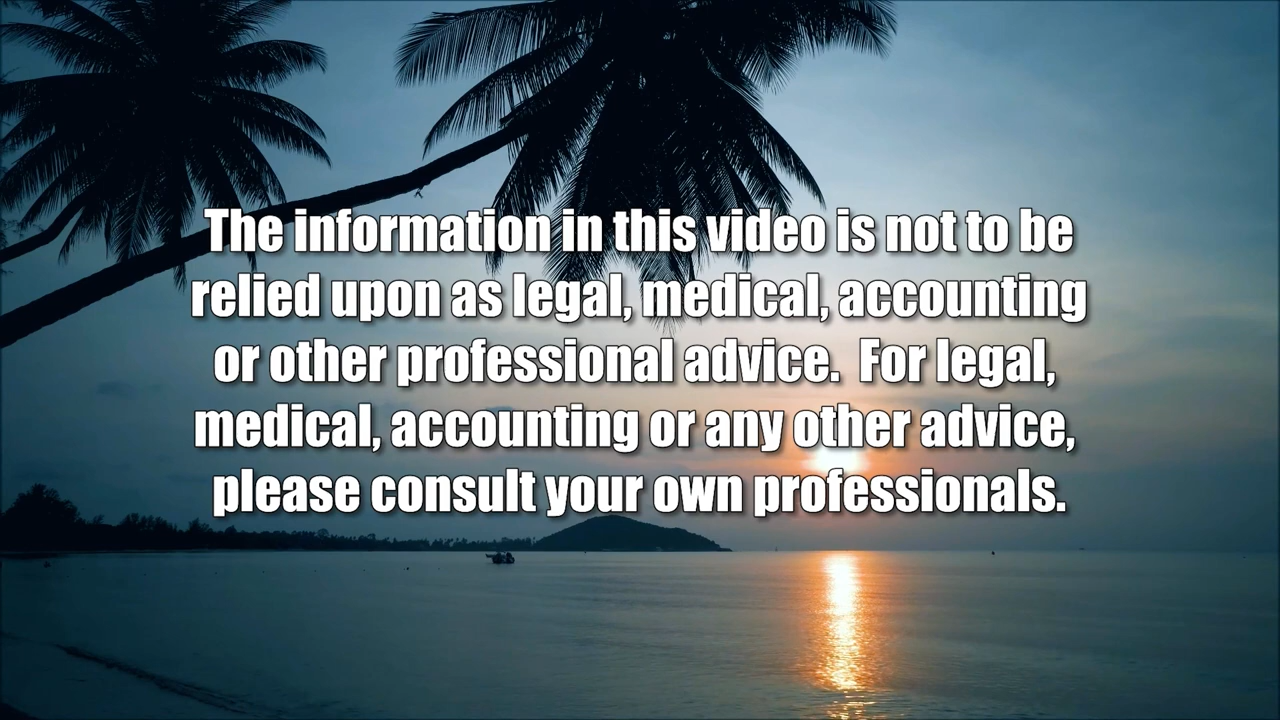 The information in this video is not to be
relied upon as legal, medical, accounting
or other professional advice.  For legal,
medical, accounting or any other advice,
please consult your own professionals.